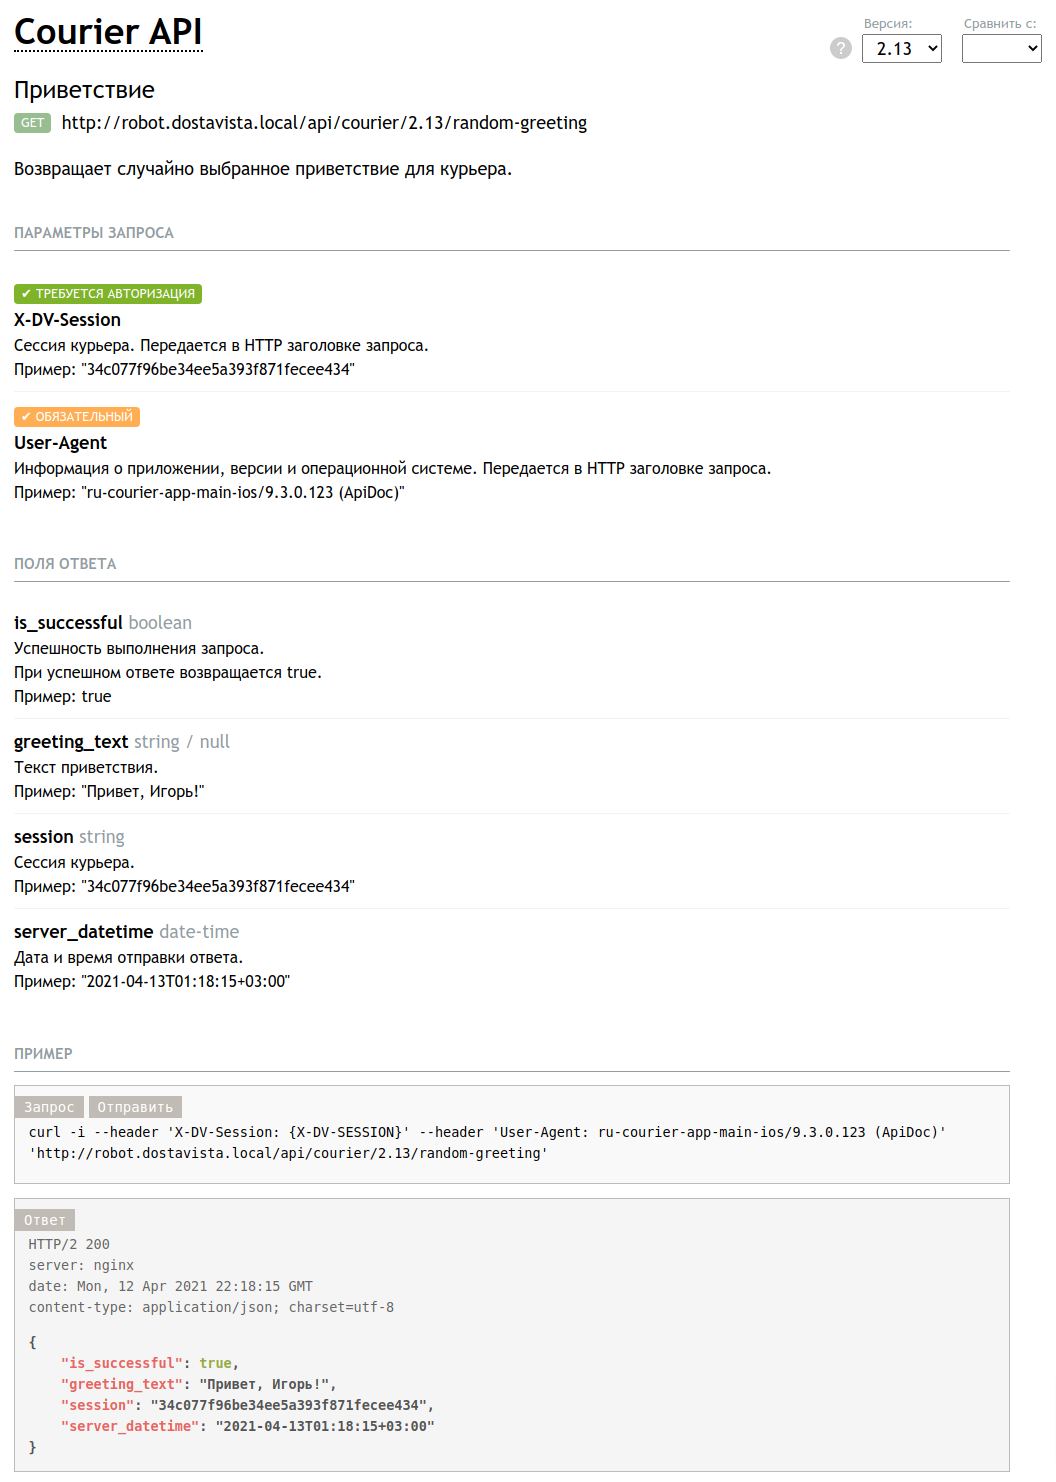 Courier API
Версия:
Сравнить с:
?
2.13
Приветствие
GET http://robot.dostavista.local/api/courier/2.13/random-greeting
Возвращает случайно выбранное приветствие для курьера.
ПАРАМЕТРЫ ЗАПРОСА
✔ ТРЕБУЕТСЯ АВТОРИЗАЦИЯ
X-DV-Session
Сессия курьера. Передается в HTTP заголовке запроса.
Пример: "34c077f96be34ee5a393f871fecee434"
✔ ОБЯЗАТЕЛЬНЫЙ
User-Agent
Информация о приложении, версии и операционной системе. Передается в HTTP заголовке запроса.
Пример: "ru-courier-app-main-ios/9.3.0.123 (ApiDoc)"
ПОЛЯ ОТВЕТА
is_successful boolean
Успешность выполнения запроса.
При успешном ответе возвращается true.
Пример: true
greeting_text string / null
Текст приветствия.
Пример: "Привет, Игорь!"
session string
Сессия курьера.
Пример: "34c077f96be34ee5a393f871fecee434"
server_datetime date-time
Дата и время отправки ответа.
Пример: "2021-04-13T01:18:15+03:00"
ПРИМЕР
Запрос Отправить
curl -i --header 'X-DV-Session: {X-DV-SESSION}' --header 'User-Agent: ru-courier-app-main-ios/9.3.0.123 (ApiDoc)'
'http://robot.dostavista.local/api/courier/2.13/random-greeting'
Ответ
HTTP/2 200
server: nginx
date: Mon, 12 Apr 2021 22:18:15 GMT
content-type: application/json; charset=utf-8
{
"is_successful": true,
"greeting_text": "Привет, Игорь!",
"session": "34c077f96be34ee5a393f871fecee434",
"server_datetime": "2021-04-13T01:18:15+03:00"
}